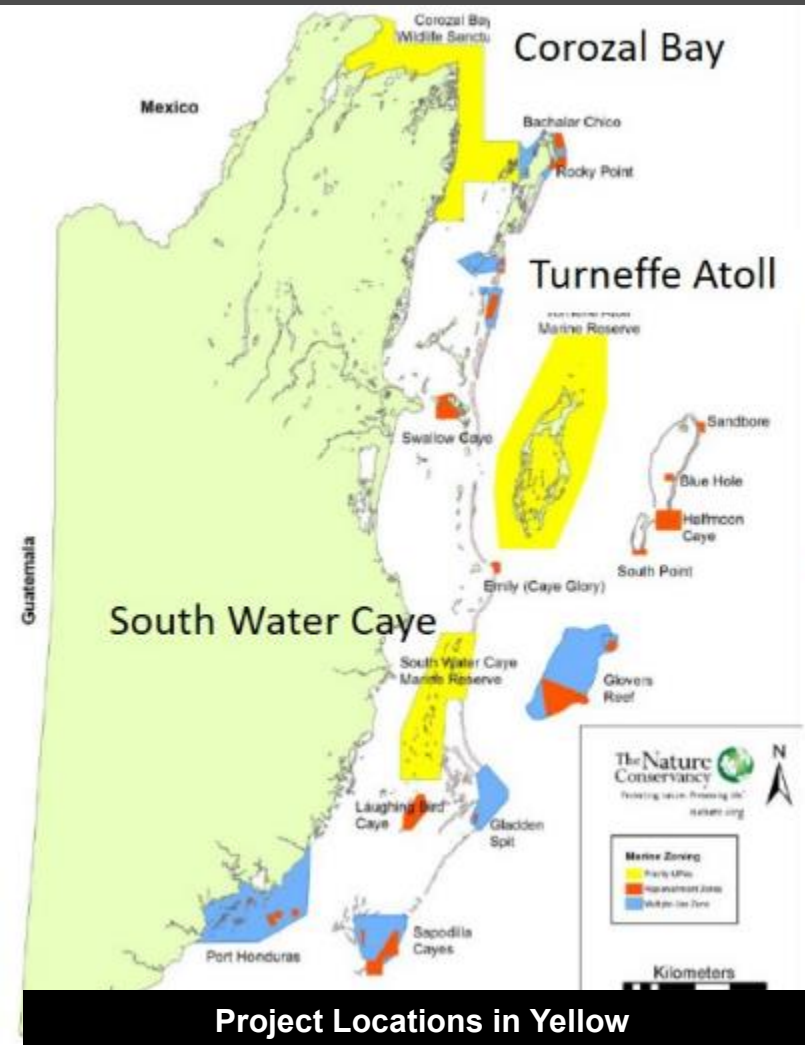 Corozal Bay
Wildlife Sanctu
Corozal Bay
Mexico
Bachalar Chico
Rocky Point
Turneffe Atoll
Marine Reserve
Sandbore
Swallow Caye
Blue Hole
Halfmoon
Caye
South Point
Guatemala
Emily (Caye Glory)
South Water Caye
South Water Caye
Marine Reserve
Glovers
Reef
The Nature
Conservancy
nature.org
N
Laughing Bird
Caye
Gladden
Spit
Marine Zoning
Sapodilla
Cayes
Port Honduras
Kilometers
Project Locations in Yellow